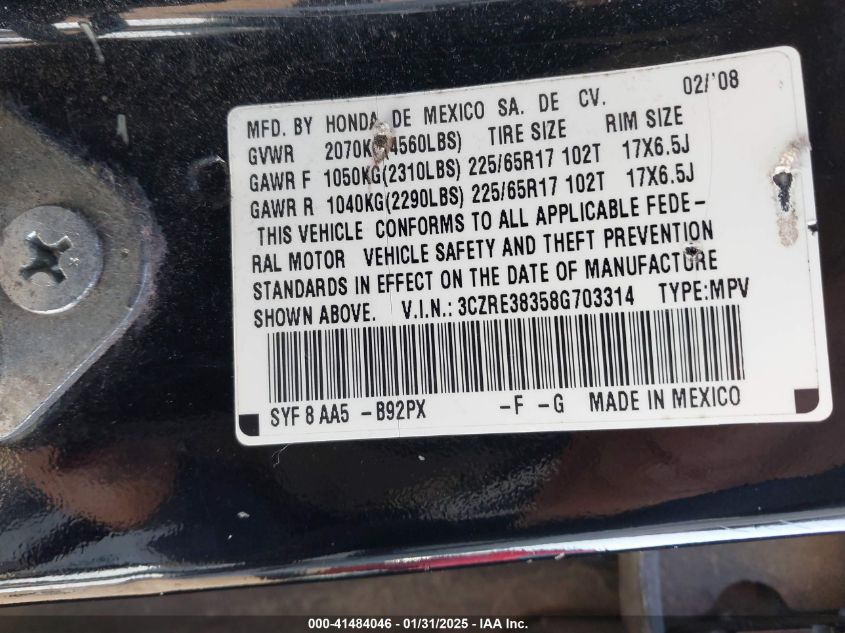 MFD. BY HONDA DE MEXICO SA. DE CV. 02/'08
GVWR 2070KG(4560LBS) TIRE SIZE RIM SIZE
GAWR F 1050KG(2310LBS) 225/65R17 102T 17X6.5J
GAWR R 1040KG(2290LBS) 225/65R17 102T 17X6.5J
THIS VEHICLE CONFORMS TO ALL APPLICABLE FEDE-
RAL MOTOR VEHICLE SAFETY AND THEFT PREVENTION
STANDARDS IN EFFECT ON THE DATE OF MANUFACTURE
SHOWN ABOVE. V.I.N.: 3CZRE38358G703314 TYPE:MPV
SYF 8 AA5 -B92PX -F -G MADE IN MEXICO
000-41484046 / 01/31/2025 - IAA Inc.